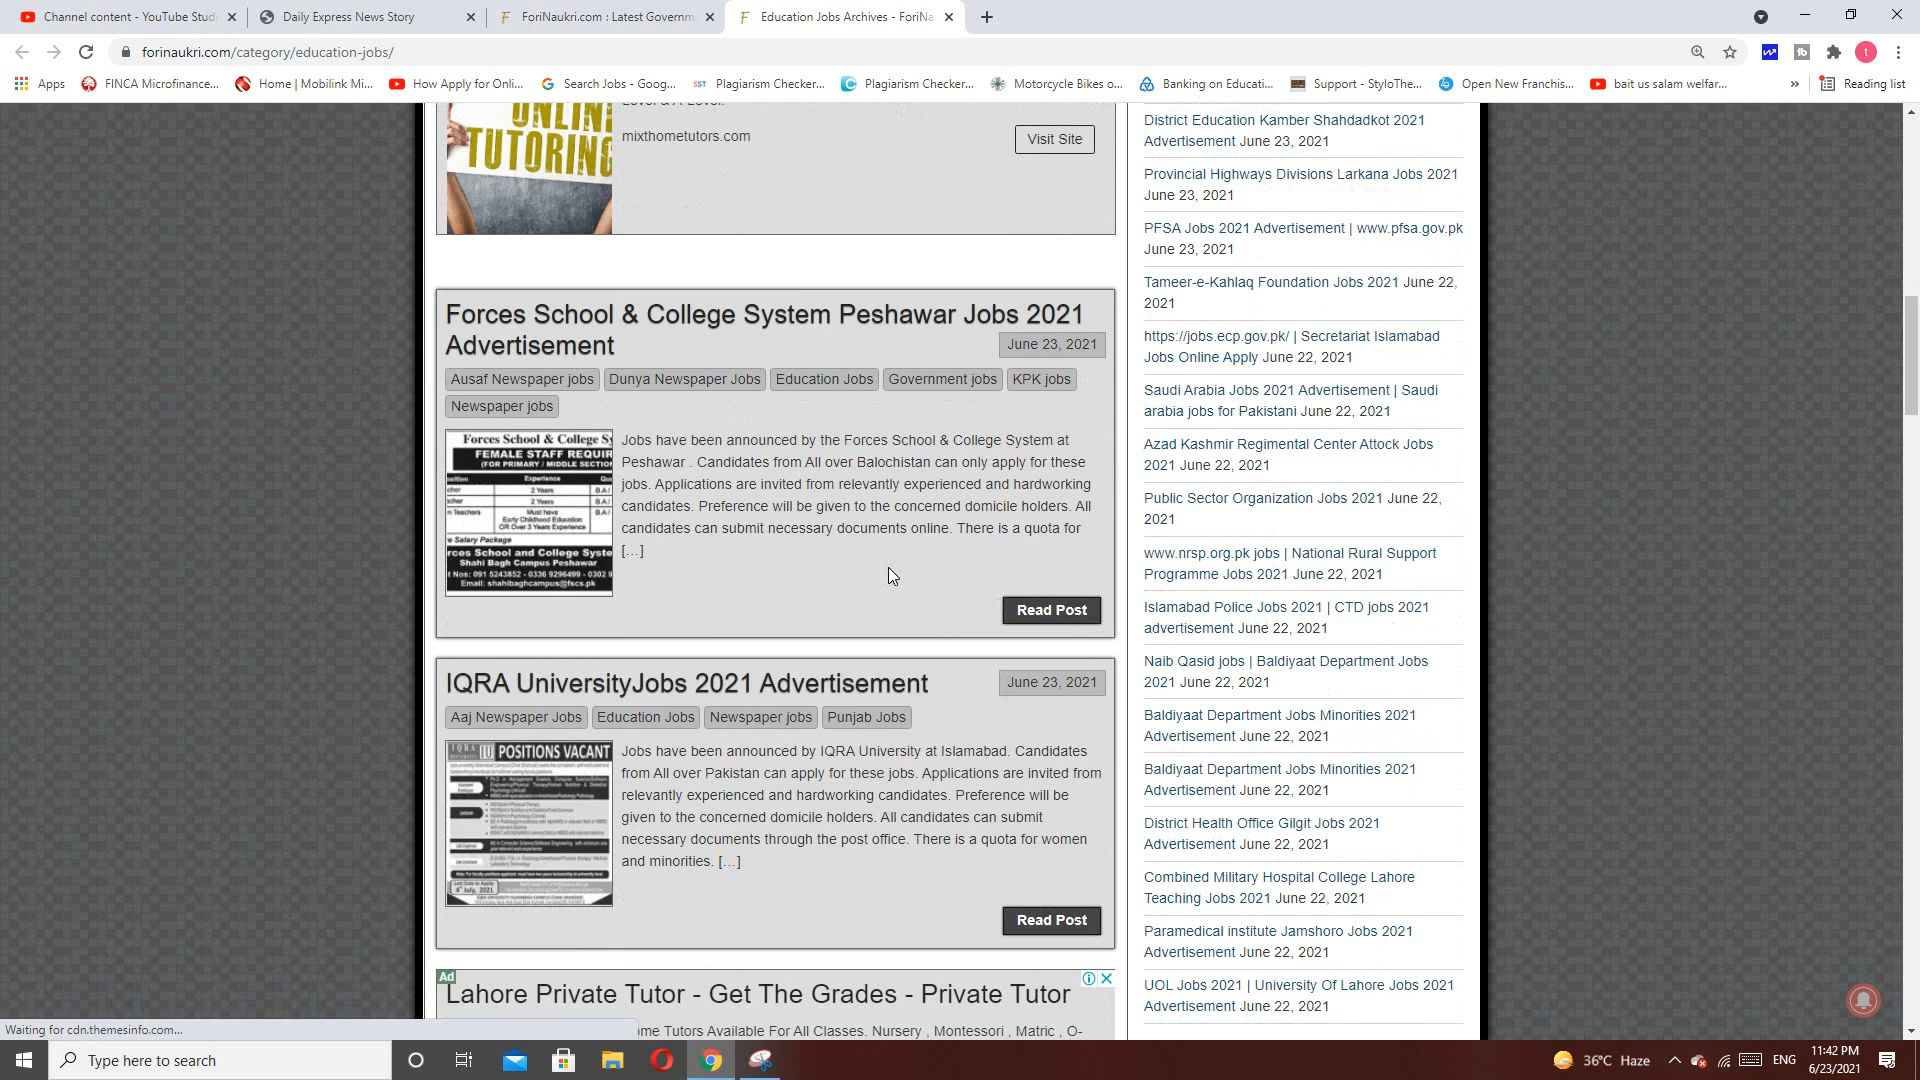 Channel content - YouTube Stud
Daily Express News Story
ForiNaukri.com : Latest Governm
Education Jobs Archives - ForiNa
forinaukri.com/category/education-jobs/
Apps
FINCA Microfinance...
Home | Mobilink Mi...
How Apply for Onli...
Search Jobs - Goog...
SST Plagiarism Checker...
Plagiarism Checker...
Motorcycle Bikes o...
Banking on Educati...
Support - StyloThe...
Open New Franchis...
bait us salam welfar...
»
Reading list
ONLINE
TUTORING
mixthometutors.com
Visit Site
Forces School & College System Peshawar Jobs 2021
Advertisement
June 23, 2021
Ausaf Newspaper jobs
Dunya Newspaper Jobs
Education Jobs
Government jobs
KPK jobs
Newspaper jobs
Forces School & College Sy
FEMALE STAFF REQUIR
(FOR PRIMARY / MIDDLE SECTION
osition Experience Qu
cher 2 Years B.A/
cher 2 Years B.A/
n Teachers Must have B.A/
Early Childhood Education
OR Over 3 Years Experience
e Salary Package
rces School and College Syste
Shahi Bagh Campus Peshawar
t Nos: 091 5243852 - 0336 9296499 - 0302 9
Email: shahibaghcampus@fscs.pk
Jobs have been announced by the Forces School & College System at
Peshawar . Candidates from All over Balochistan can only apply for these
jobs. Applications are invited from relevantly experienced and hardworking
candidates. Preference will be given to the concerned domicile holders. All
candidates can submit necessary documents online. There is a quota for
[…]
Read Post
IQRA UniversityJobs 2021 Advertisement
June 23, 2021
Aaj Newspaper Jobs
Education Jobs
Newspaper jobs
Punjab Jobs
IQRA IU POSITIONS VACANT
4th July, 2021
Jobs have been announced by IQRA University at Islamabad. Candidates
from All over Pakistan can apply for these jobs. Applications are invited from
relevantly experienced and hardworking candidates. Preference will be
given to the concerned domicile holders. All candidates can submit
necessary documents through the post office. There is a quota for women
and minorities. […]
Read Post
Ad
Lahore Private Tutor - Get The Grades - Private Tutor
ome Tutors Available For All Classes. Nursery , Montessori , Matric , O-
District Education Kamber Shahdadkot 2021
Advertisement June 23, 2021
Provincial Highways Divisions Larkana Jobs 2021
June 23, 2021
PFSA Jobs 2021 Advertisement | www.pfsa.gov.pk
June 23, 2021
Tameer-e-Kahlaq Foundation Jobs 2021 June 22,
2021
https://jobs.ecp.gov.pk/ | Secretariat Islamabad
Jobs Online Apply June 22, 2021
Saudi Arabia Jobs 2021 Advertisement | Saudi
arabia jobs for Pakistani June 22, 2021
Azad Kashmir Regimental Center Attock Jobs
2021 June 22, 2021
Public Sector Organization Jobs 2021 June 22,
2021
www.nrsp.org.pk jobs | National Rural Support
Programme Jobs 2021 June 22, 2021
Islamabad Police Jobs 2021 | CTD jobs 2021
advertisement June 22, 2021
Naib Qasid jobs | Baldiyaat Department Jobs
2021 June 22, 2021
Baldiyaat Department Jobs Minorities 2021
June 22, 2021
Baldiyaat Department Jobs Minorities 2021
June 22, 2021
District Health Office Gilgit Jobs 2021
June 22, 2021
Combined Military Hospital College Lahore
Teaching Jobs 2021 June 22, 2021
Paramedical institute Jamshoro Jobs 2021
Advertisement June 22, 2021
UOL Jobs 2021 | University Of Lahore Jobs 2021
Advertisement June 22, 2021
Waiting for cdn.themesinfo.com...
Type here to search
36°C Haze
ENG
11:42 PM
6/23/2021